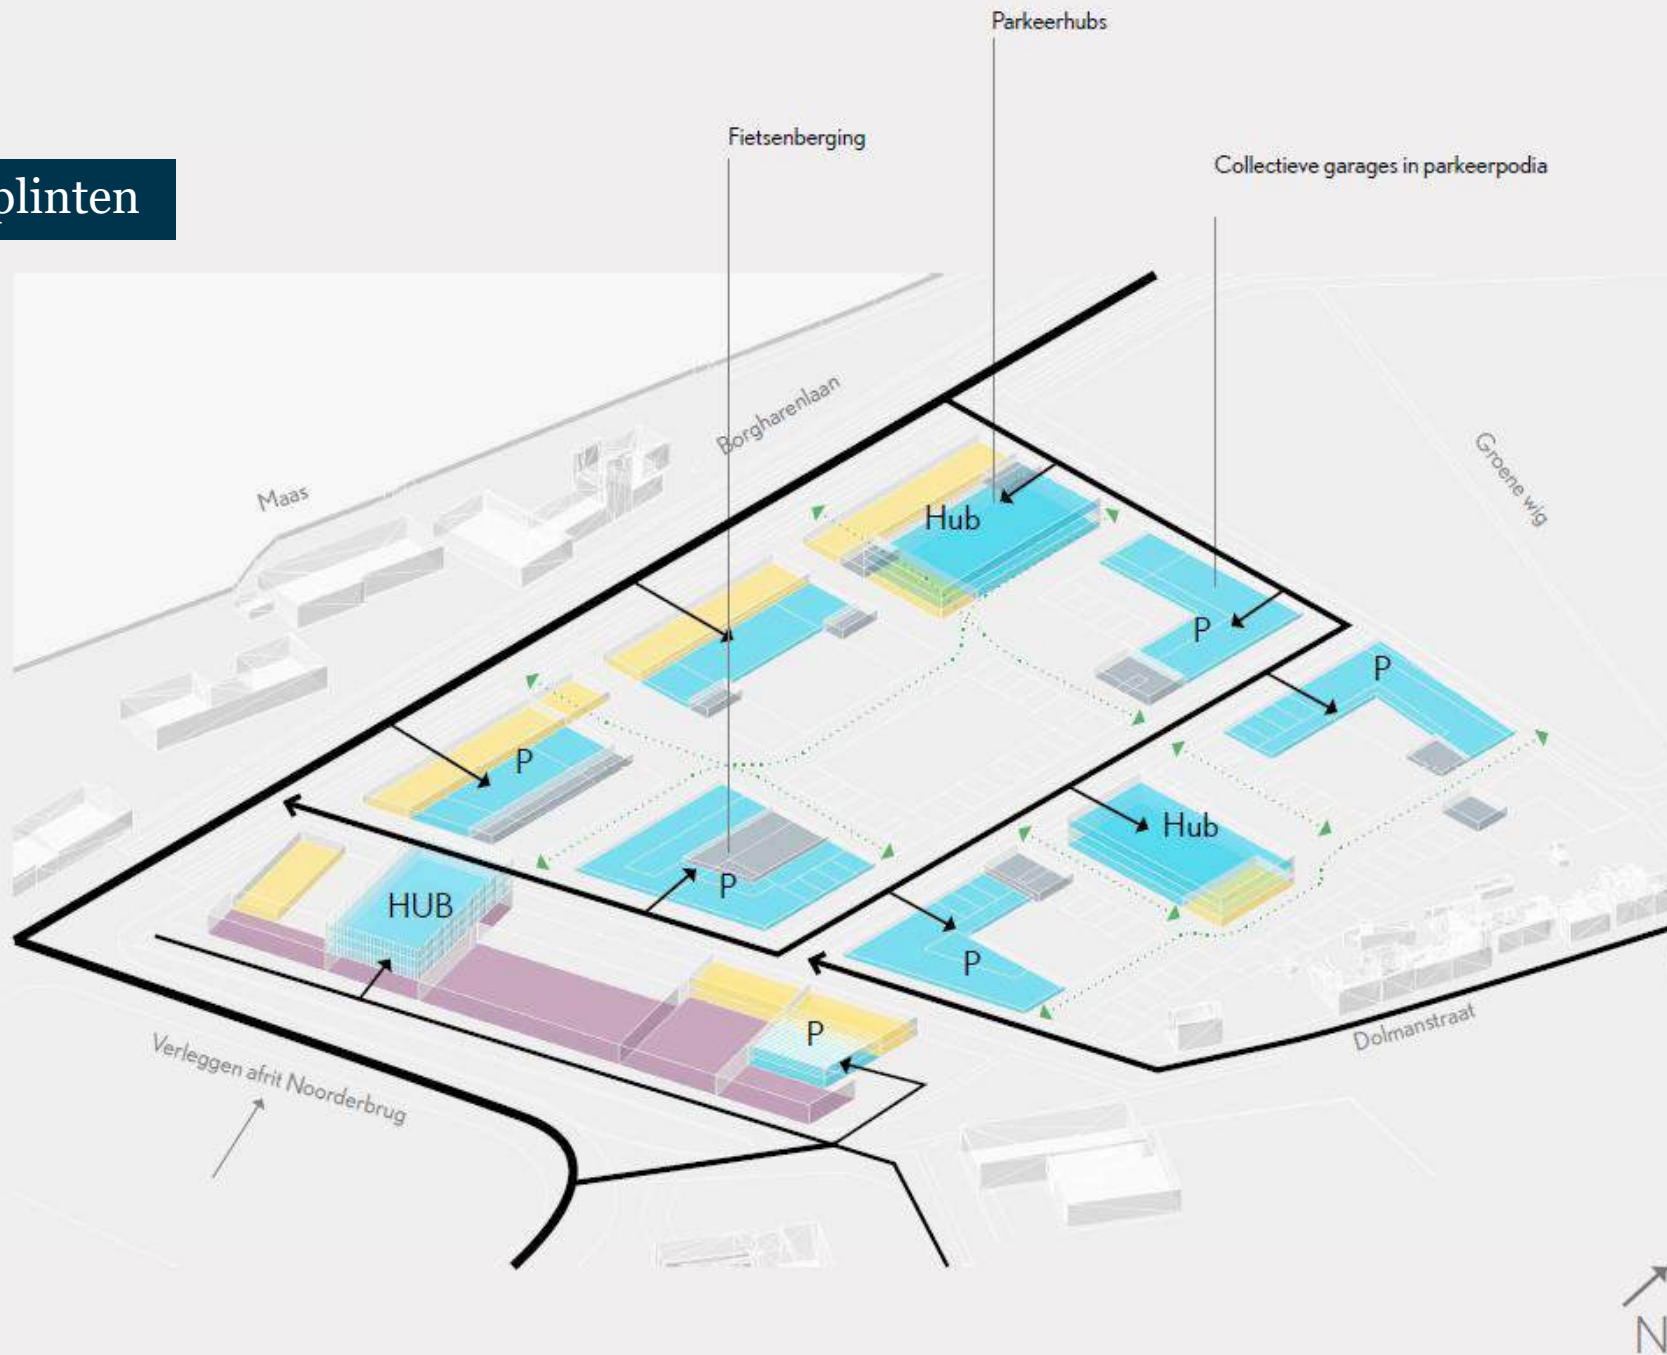 Parkeerhubs
Fietsenberging
Collectieve garages in parkeerpodia
plinten
Borgharenlaan
Maas
Groene wig
Hub
P
P
P
Hub
P
HUB
P
P
P
Verleggen afrit Noorderbrug
Dolmanstraat
N